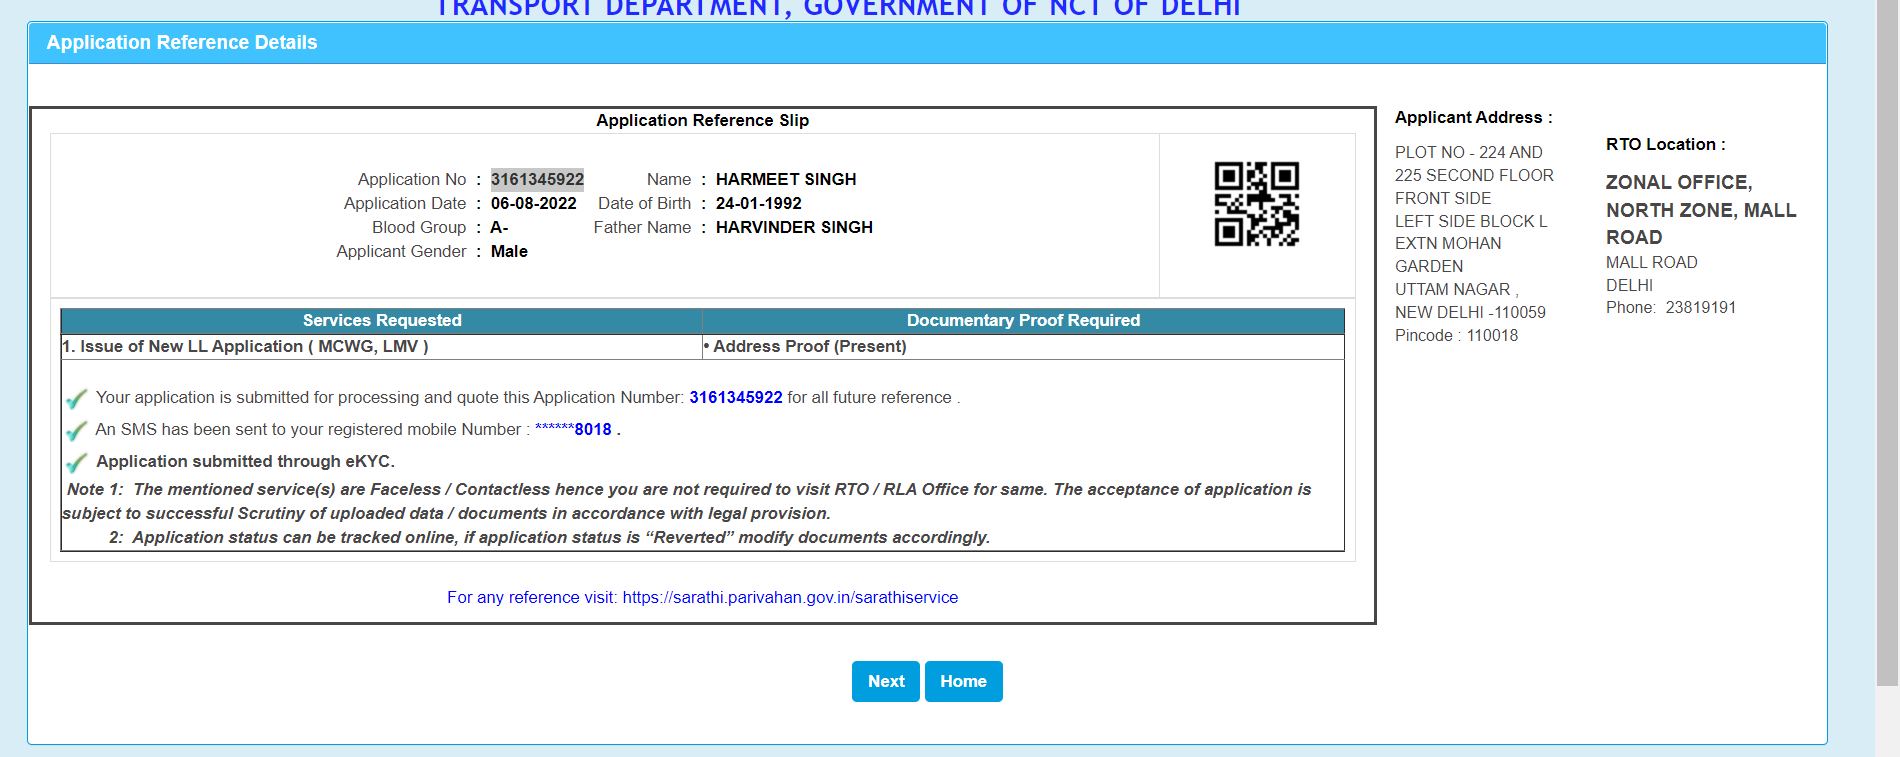 TRANSPORT DEPARTMENT, GOVERNMENT OF NCT OF DELHI
Application Reference Details
Application Reference Slip
Application No : 3161345922 Name : HARMEET SINGH
Application Date : 06-08-2022 Date of Birth : 24-01-1992
Blood Group : A- Father Name : HARVINDER SINGH
Applicant Gender : Male
Services Requested Documentary Proof Required
1. Issue of New LL Application ( MCWG, LMV ) • Address Proof (Present)
Your application is submitted for processing and quote this Application Number: 3161345922 for all future reference .
An SMS has been sent to your registered mobile Number : ******8018 .
Application submitted through eKYC.
Note 1: The mentioned service(s) are Faceless / Contactless hence you are not required to visit RTO / RLA Office for same. The acceptance of application is
subject to successful Scrutiny of uploaded data / documents in accordance with legal provision.
2: Application status can be tracked online, if application status is “Reverted” modify documents accordingly.
For any reference visit: https://sarathi.parivahan.gov.in/sarathiservice
Applicant Address :
PLOT NO - 224 AND
225 SECOND FLOOR
FRONT SIDE
LEFT SIDE BLOCK L
EXTN MOHAN
GARDEN
UTTAM NAGAR ,
NEW DELHI -110059
Pincode : 110018
RTO Location :
ZONAL OFFICE,
NORTH ZONE, MALL
ROAD
MALL ROAD
DELHI
Phone: 23819191
Next Home